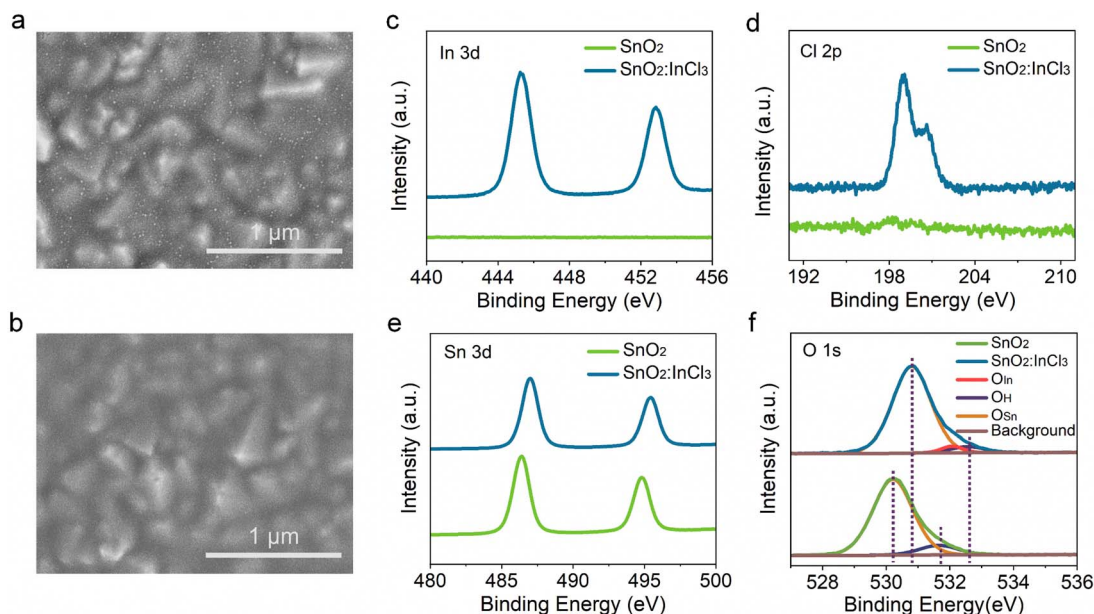 a
1 µm
b
1 µm
c
In 3d
SnO₂
SnO₂:InCl₃
Intensity (a.u.)
440 444 448 452 456
Binding Energy (eV)
d
Cl 2p
SnO₂
SnO₂:InCl₃
Intensity (a.u.)
192 198 204 210
Binding Energy (eV)
e
Sn 3d
SnO₂
SnO₂:InCl₃
Intensity (a.u.)
480 485 490 495 500
Binding Energy (eV)
f
O 1s
SnO₂
SnO₂:InCl₃
OIn
OH
OSn
Background
Intensity (a.u.)
528 530 532 534 536
Binding Energy(eV)